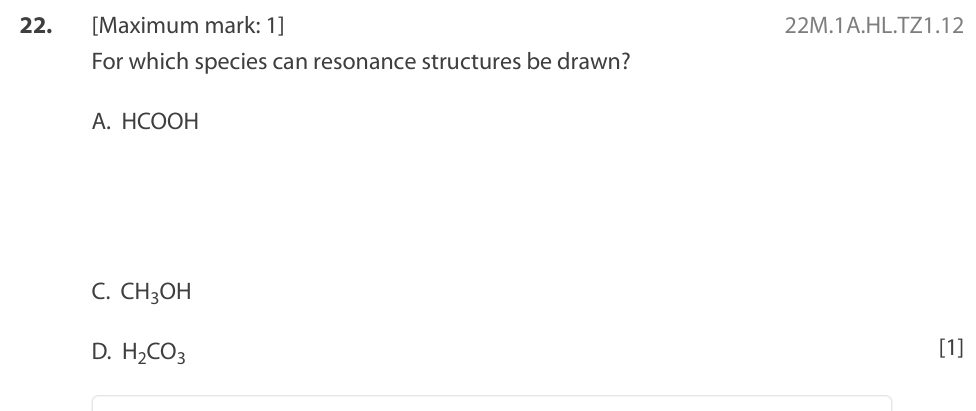 22. [Maximum mark: 1] 22M.1A.HL.TZ1.12
For which species can resonance structures be drawn?
A. HCOOH
C. CH₃OH
D. H₂CO₃ [1]